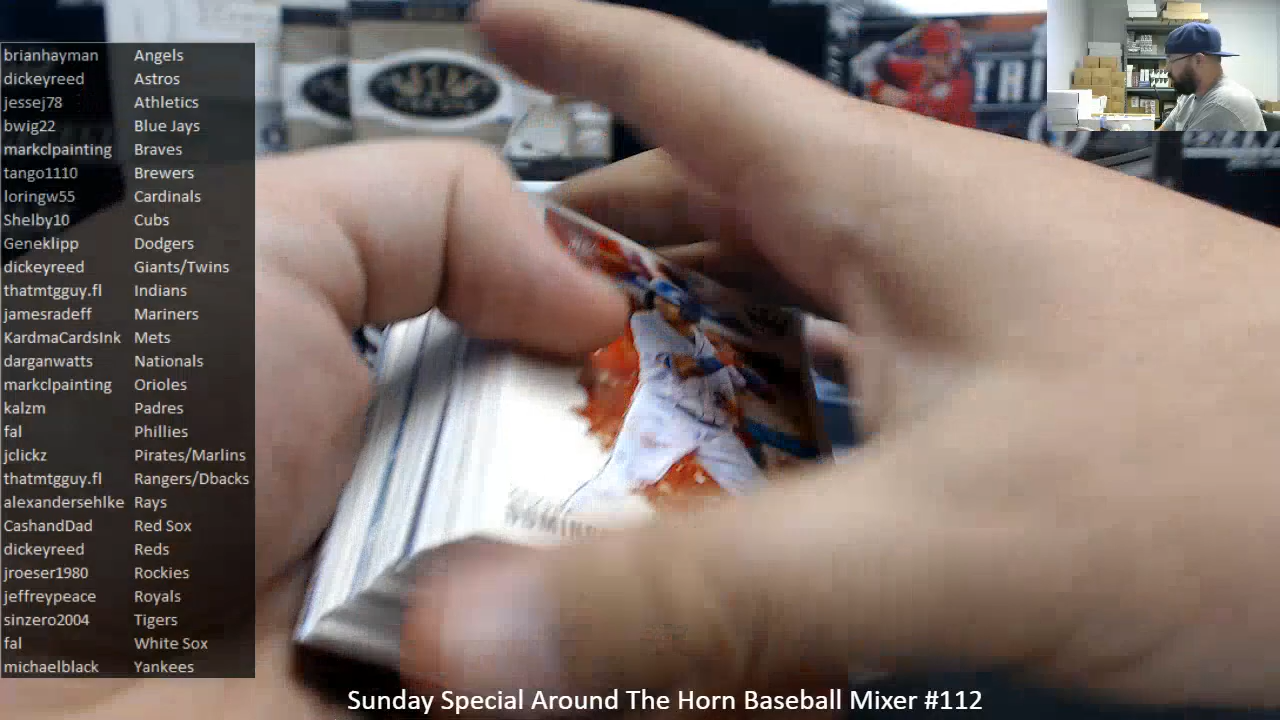 brianhayman Angels
dickeyreed Astros
jessej78 Athletics
bwig22 Blue Jays
markclpainting Braves
tango1110 Brewers
loringw55 Cardinals
Shelby10 Cubs
Geneklipp Dodgers
dickeyreed Giants/Twins
thatmtgguy.fl Indians
jamesradeff Mariners
KardmaCardsInk Mets
darganwatts Nationals
markclpainting Orioles
kalzm Padres
fal Phillies
jclickz Pirates/Marlins
thatmtgguy.fl Rangers/Dbacks
alexandersehlke Rays
CashandDad Red Sox
dickeyreed Reds
jroeser1980 Rockies
jeffreypeace Royals
sinzero2004 Tigers
fal White Sox
michaelblack Yankees
Sunday Special Around The Horn Baseball Mixer #112